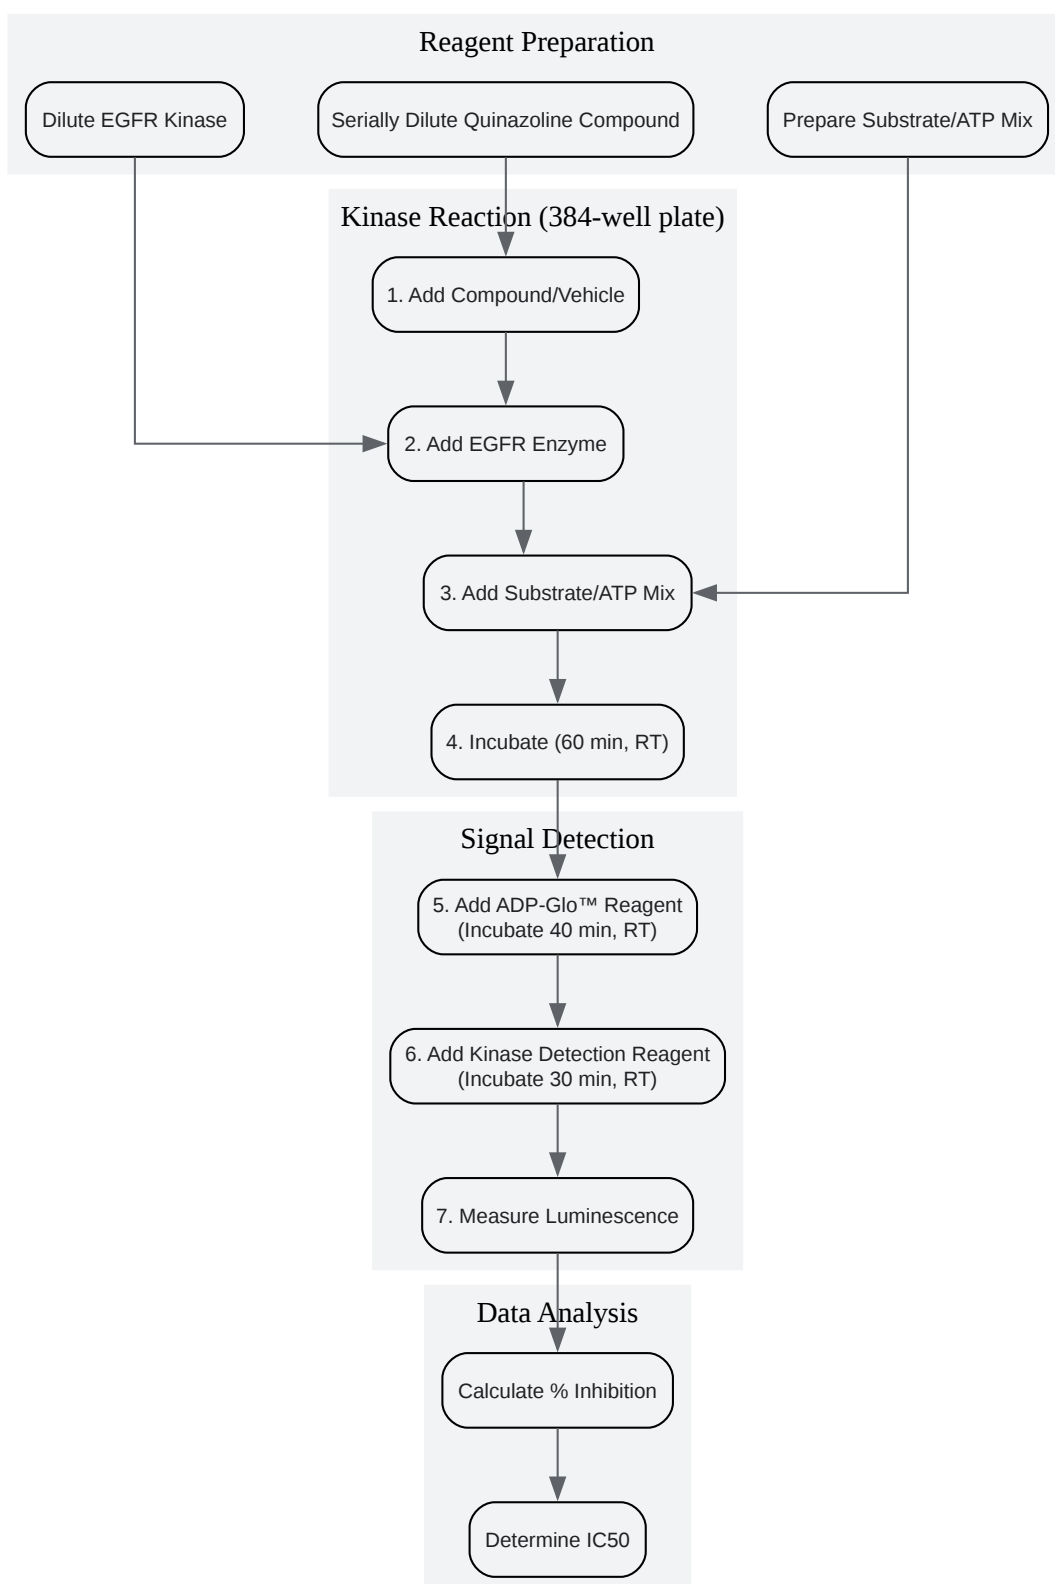 Reagent Preparation
Dilute EGFR Kinase
Serially Dilute Quinazoline Compound
Prepare Substrate/ATP Mix
Kinase Reaction (384-well plate)
1. Add Compound/Vehicle
2. Add EGFR Enzyme
3. Add Substrate/ATP Mix
4. Incubate (60 min, RT)
Signal Detection
5. Add ADP-Glo™ Reagent
(Incubate 40 min, RT)
6. Add Kinase Detection Reagent
(Incubate 30 min, RT)
7. Measure Luminescence
Data Analysis
Calculate % Inhibition
Determine IC50